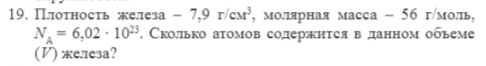 19. Плотность железа – 7,9 г/см³, молярная масса – 56 г/моль,
N_A = 6,02 · 10²³. Сколько атомов содержится в данном объеме
(V) железа?